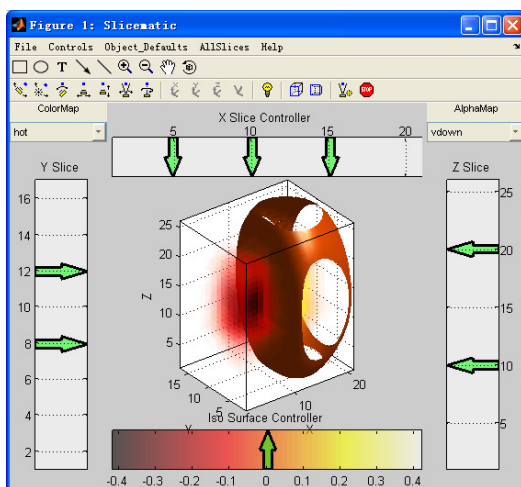 Figure 1: Slicematic
File Controls Object_Defaults AllSlices Help
T
STOP
ColorMap
hot
X Slice Controller
5 10 15 20
AlphaMap
vdown
Y Slice
16
14
12
10
8
6
4
2
Z Slice
25
20
15
10
5
Z
25
20
15
10
5
15
10
5
10
20
Y
X
Iso Surface Controller
-0.4 -0.3 -0.2 -0.1 0 0.1 0.2 0.3 0.4